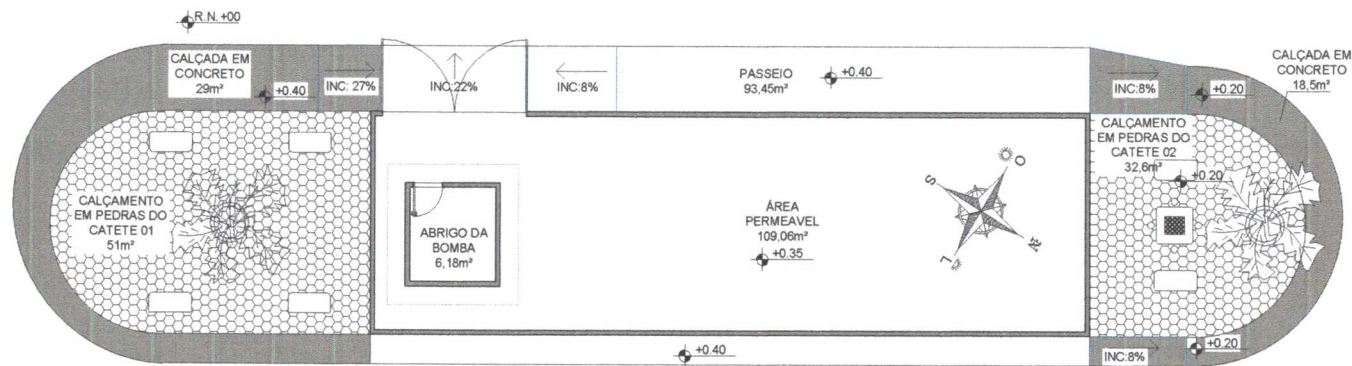 R.N. +00
CALÇADA EM
CONCRETO
29m²
+0.40
INC: 27%
INC:22%
INC:8%
PASSEIO
93,45m²
+0.40
INC:8%
+0.20
CALÇADA EM
CONCRETO
18,5m²
CALÇAMENTO
EM PEDRAS DO
CATETE 02
32,6m²
+0.20
CALÇAMENTO
EM PEDRAS DO
CATETE 01
51m²
ABRIGO DA
BOMBA
6,18m²
ÁREA
PERMEAVEL
109,06m²
+0.35
S
O
L
N
+0.40
INC:8%
+0.20